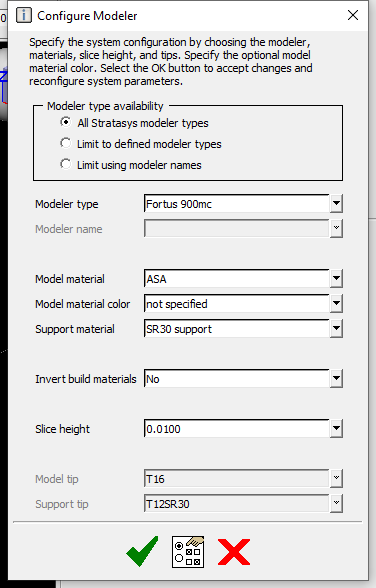 Configure Modeler
Specify the system configuration by choosing the modeler,
materials, slice height, and tips. Specify the optional model
material color. Select the OK button to accept changes and
reconfigure system parameters.
Modeler type availability
All Stratasys modeler types
Limit to defined modeler types
Limit using modeler names
Modeler type Fortus 900mc
Modeler name
Model material ASA
Model material color not specified
Support material SR30 support
Invert build materials No
Slice height 0.0100
Model tip T16
Support tip T12SR30